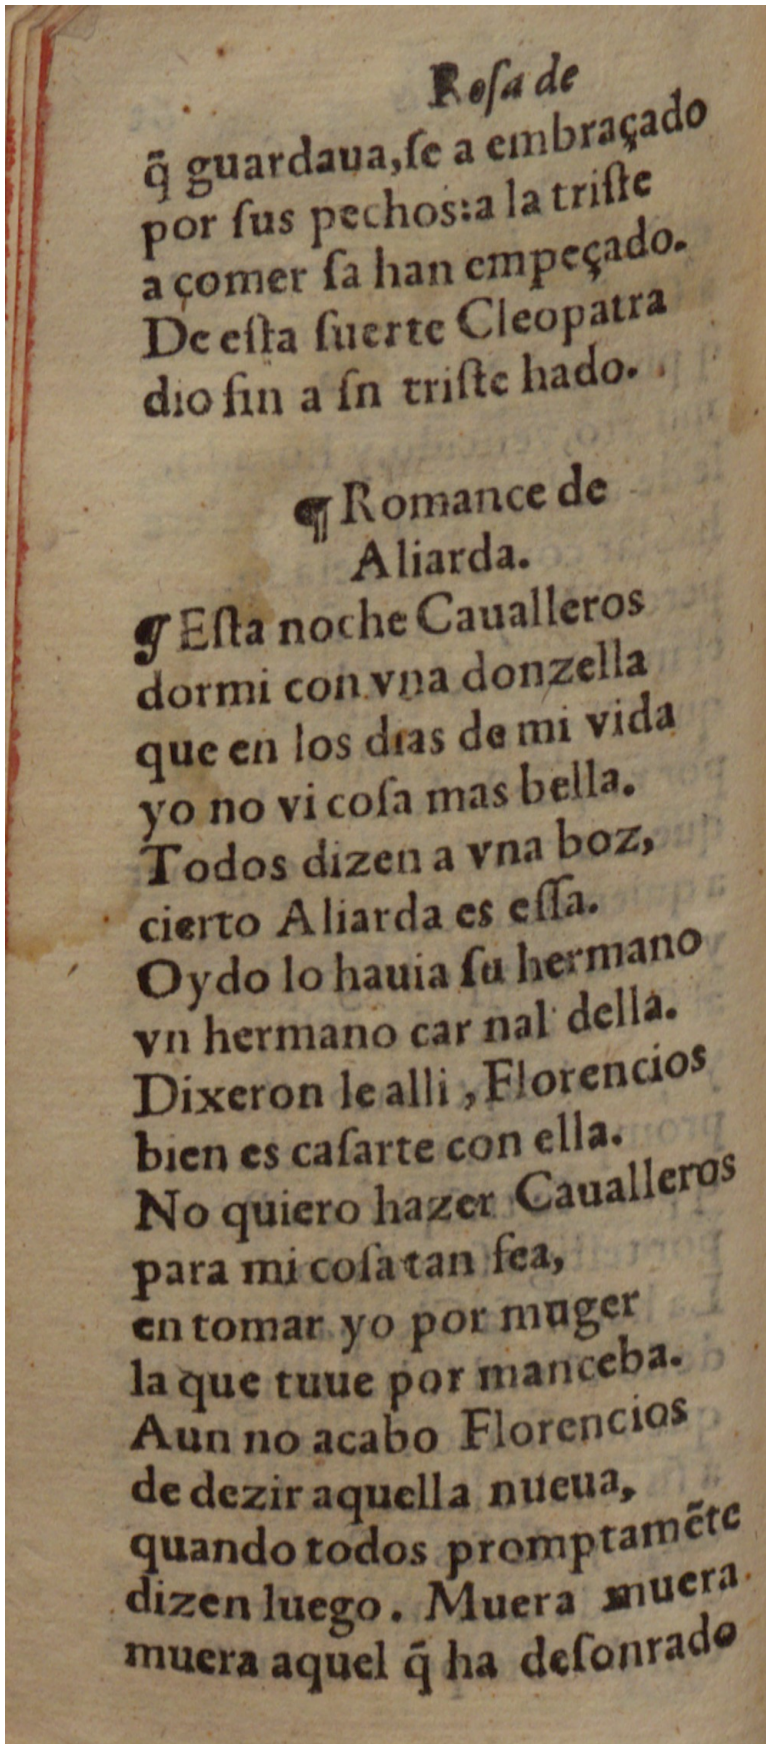 Roſa de
q̃ guardaua,ſe a embraçado
por ſus pechos:a la triſte
a çomer ſa han empeçado.
De eſta ſuerte Cleopatra
dio fin a ſn triſte hado.
¶ Romance de
Aliarda.
¶ Eſta noche Caualleros
dormi con vna donzella
que en los dias de mi vida
yo no vi coſa mas bella.
Todos dizen a vna boz,
cierto Aliarda es eſſa.
Oydo lo hauia ſu hermano
vn hermano car nal della.
Dixeron le alli , Florencios
bien es caſarte con ella.
No quiero hazer Caualleros
para mi coſa tan fea,
en tomar yo por muger
la que tuue por manceba.
Aun no acabo Florencios
de dezir aquella nueua,
quando todos promptamẽte
dizen luego. Muera muera
muera aquel q̃ ha deſonrado